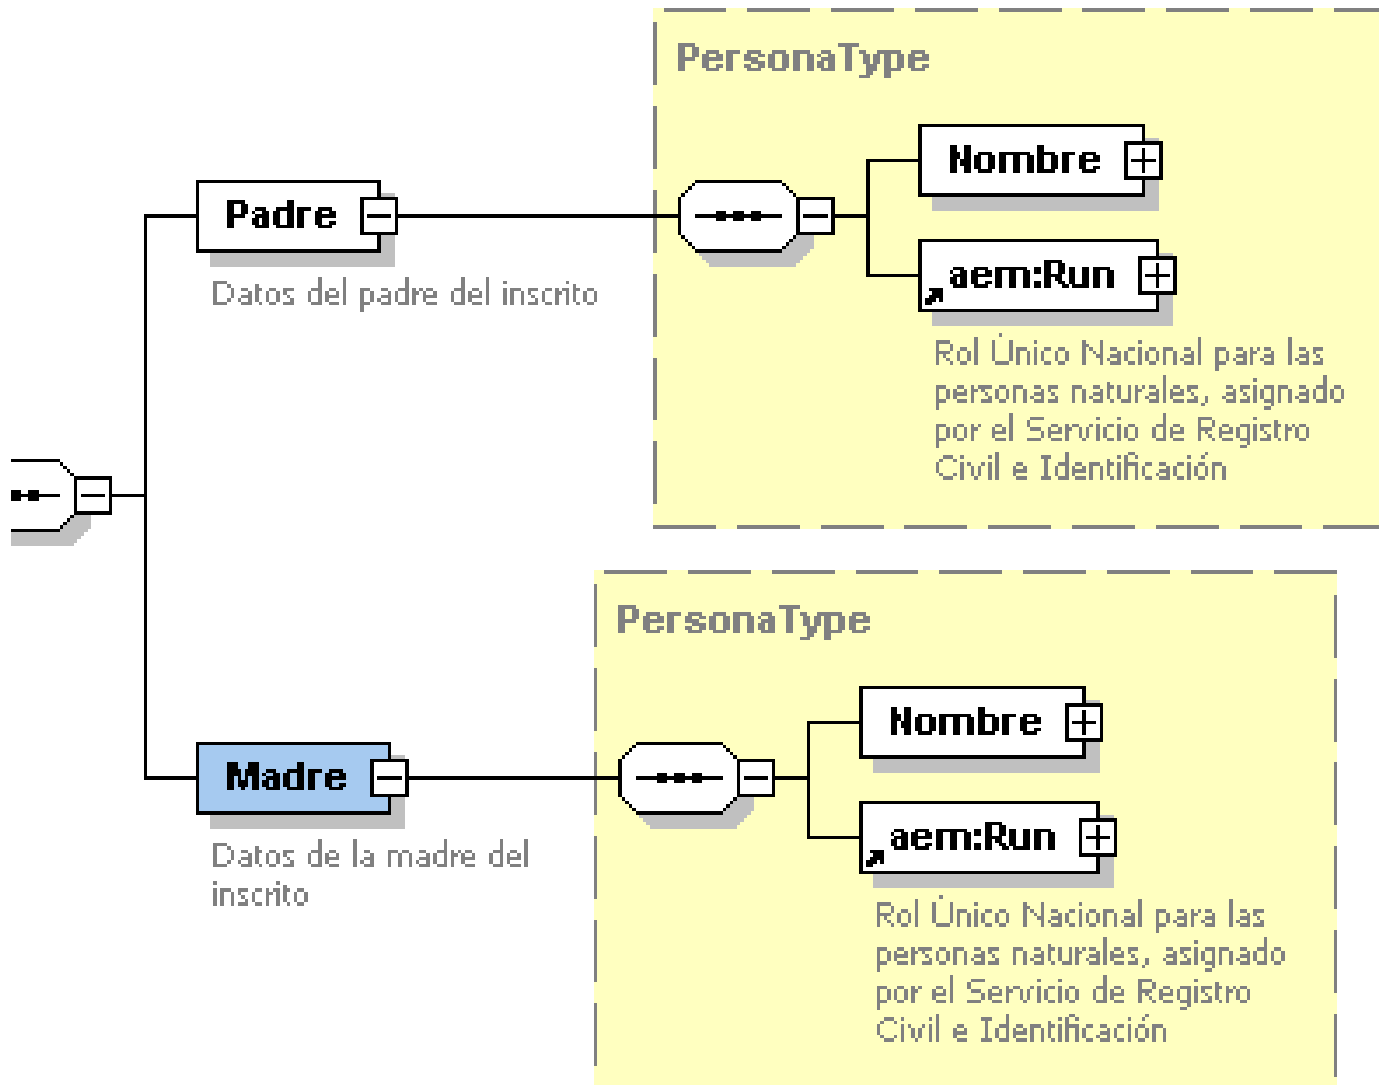 PersonaType
Nombre
Padre
aem:Run
Datos del padre del inscrito
Rol Único Nacional para las
personas naturales, asignado
por el Servicio de Registro
Civil e Identificación
PersonaType
Nombre
Madre
aem:Run
Datos de la madre del
inscrito
Rol Único Nacional para las
personas naturales, asignado
por el Servicio de Registro
Civil e Identificación